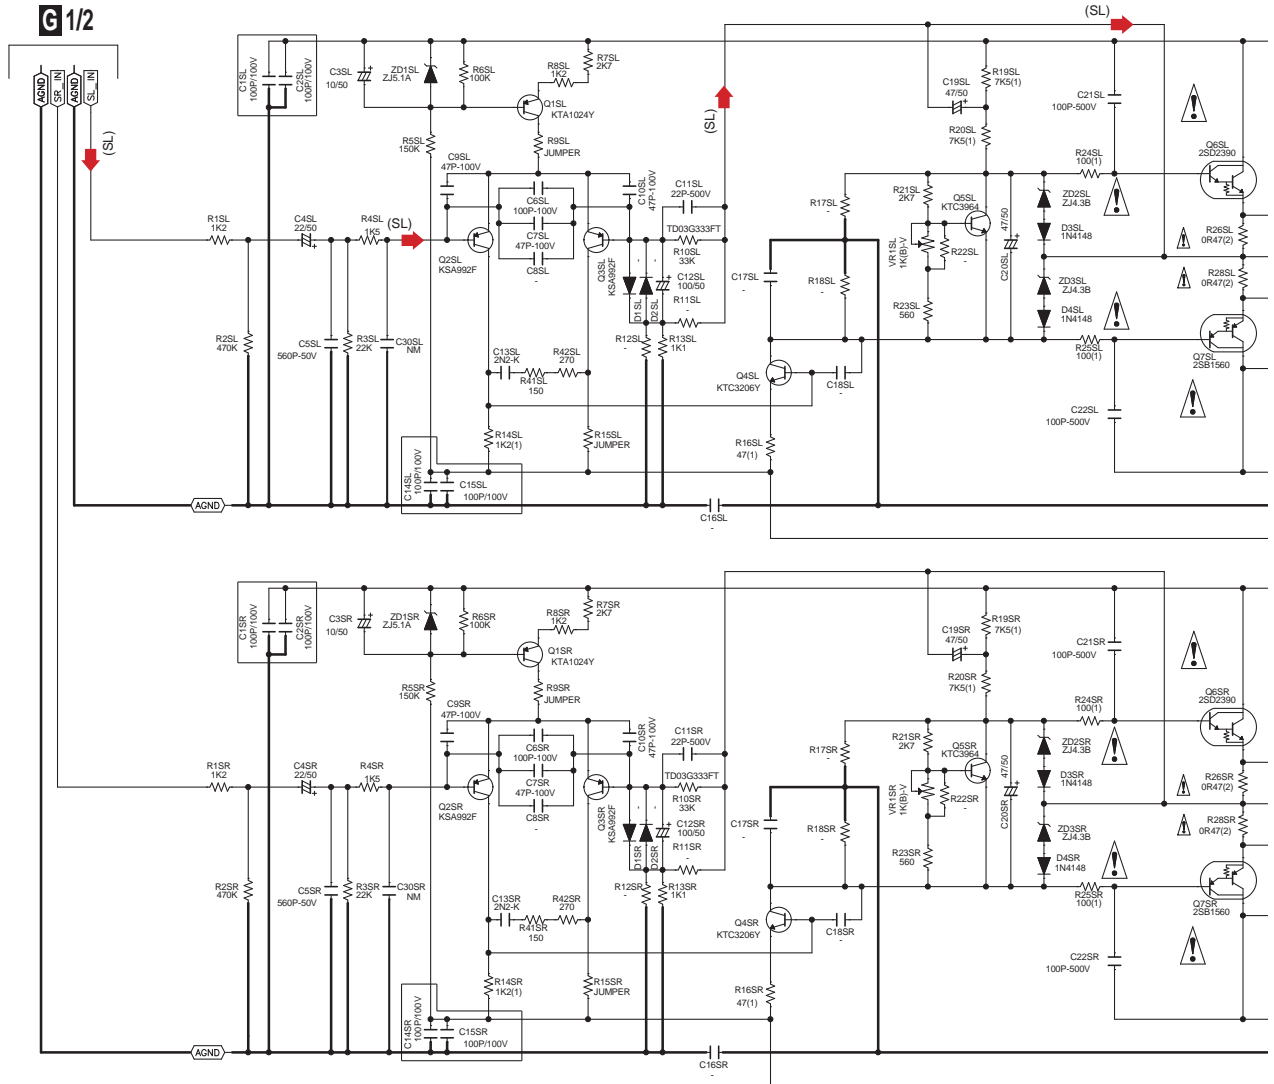 G 1/2
(SL)
AGND
SR_IN
AGND
SL_IN
(SL)
C1SL
100P/100V
C2SL
100P/100V
C3SL
10/50
ZD1SL
ZJ5.1A
R6SL
100K
R8SL
1K2
R7SL
2K7
Q1SL
KTA1024Y
R5SL
150K
R9SL
JUMPER
C9SL
47P-100V
C6SL
100P-100V
C7SL
47P-100V
C8SL
-
C10SL
47P-100V
C11SL
22P-500V
(SL)
R1SL
1K2
C4SL
22/50
R4SL
1K5
(SL)
Q2SL
KSA992F
Q3SL
KSA992F
TD03G333FT
R10SL
33K
C12SL
100/50
R11SL
-
D1SL
-
D2SL
-
R2SL
470K
C5SL
560P-50V
R3SL
22K
C30SL
NM
C13SL
2N2-K
R41SL
150
R42SL
270
R12SL
-
R13SL
1K1
R14SL
1K2(1)
R15SL
JUMPER
C14SL
100P/100V
C15SL
100P/100V
AGND
C16SL
-
C19SL
47/50
R19SL
7K5(1)
R20SL
7K5(1)
R17SL
-
R21SL
2K7
Q5SL
KTC3964
VR1SL
1K(B)-V
R22SL
-
C20SL
47/50
C17SL
-
R18SL
-
R23SL
560
Q4SL
KTC3206Y
C18SL
-
R16SL
47(1)
C21SL
100P-500V
R24SL
100(1)
ZD2SL
ZJ4.3B
D3SL
1N4148
ZD3SL
ZJ4.3B
D4SL
1N4148
R25SL
100(1)
C22SL
100P-500V
Q6SL
2SD2390
R26SL
0R47(2)
R28SL
0R47(2)
Q7SL
2SB1560
C1SR
100P/100V
C2SR
100P/100V
C3SR
10/50
ZD1SR
ZJ5.1A
R6SR
100K
R8SR
1K2
R7SR
2K7
Q1SR
KTA1024Y
R5SR
150K
R9SR
JUMPER
C9SR
47P-100V
C6SR
100P-100V
C7SR
47P-100V
C8SR
-
C10SR
47P-100V
C11SR
22P-500V
R1SR
1K2
C4SR
22/50
R4SR
1K5
Q2SR
KSA992F
Q3SR
KSA992F
TD03G333FT
R10SR
33K
C12SR
100/50
R11SR
-
D1SR
-
D2SR
-
R2SR
470K
C5SR
560P-50V
R3SR
22K
C30SR
NM
C13SR
2N2-K
R41SR
150
R42SR
270
R12SR
-
R13SR
1K1
R14SR
1K2(1)
R15SR
JUMPER
C14SR
100P/100V
C15SR
100P/100V
AGND
C16SR
-
C19SR
47/50
R19SR
7K5(1)
R20SR
7K5(1)
R17SR
-
R21SR
2K7
Q5SR
KTC3964
VR1SR
1K(B)-V
R22SR
-
C20SR
47/50
C17SR
-
R18SR
-
R23SR
560
Q4SR
KTC3206Y
C18SR
-
R16SR
47(1)
C21SR
100P-500V
R24SR
100(1)
ZD2SR
ZJ4.3B
D3SR
1N4148
ZD3SR
ZJ4.3B
D4SR
1N4148
R25SR
100(1)
C22SR
100P-500V
Q6SR
2SD2390
R26SR
0R47(2)
R28SR
0R47(2)
Q7SR
2SB1560